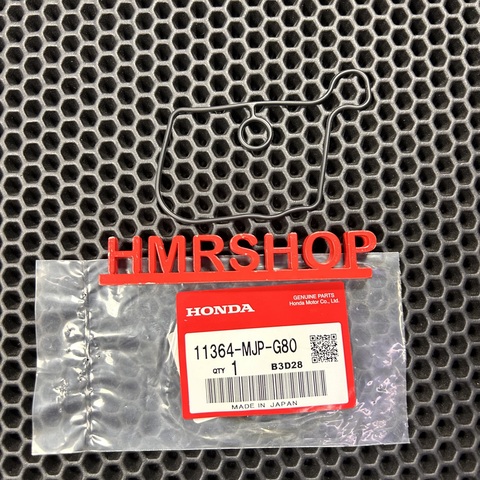 HMRSHOP
HONDA
GENUINE PARTS
Honda Motor Co., Ltd.
11364-MJP-G80
QTY 1 B3D28
MADE IN JAPAN